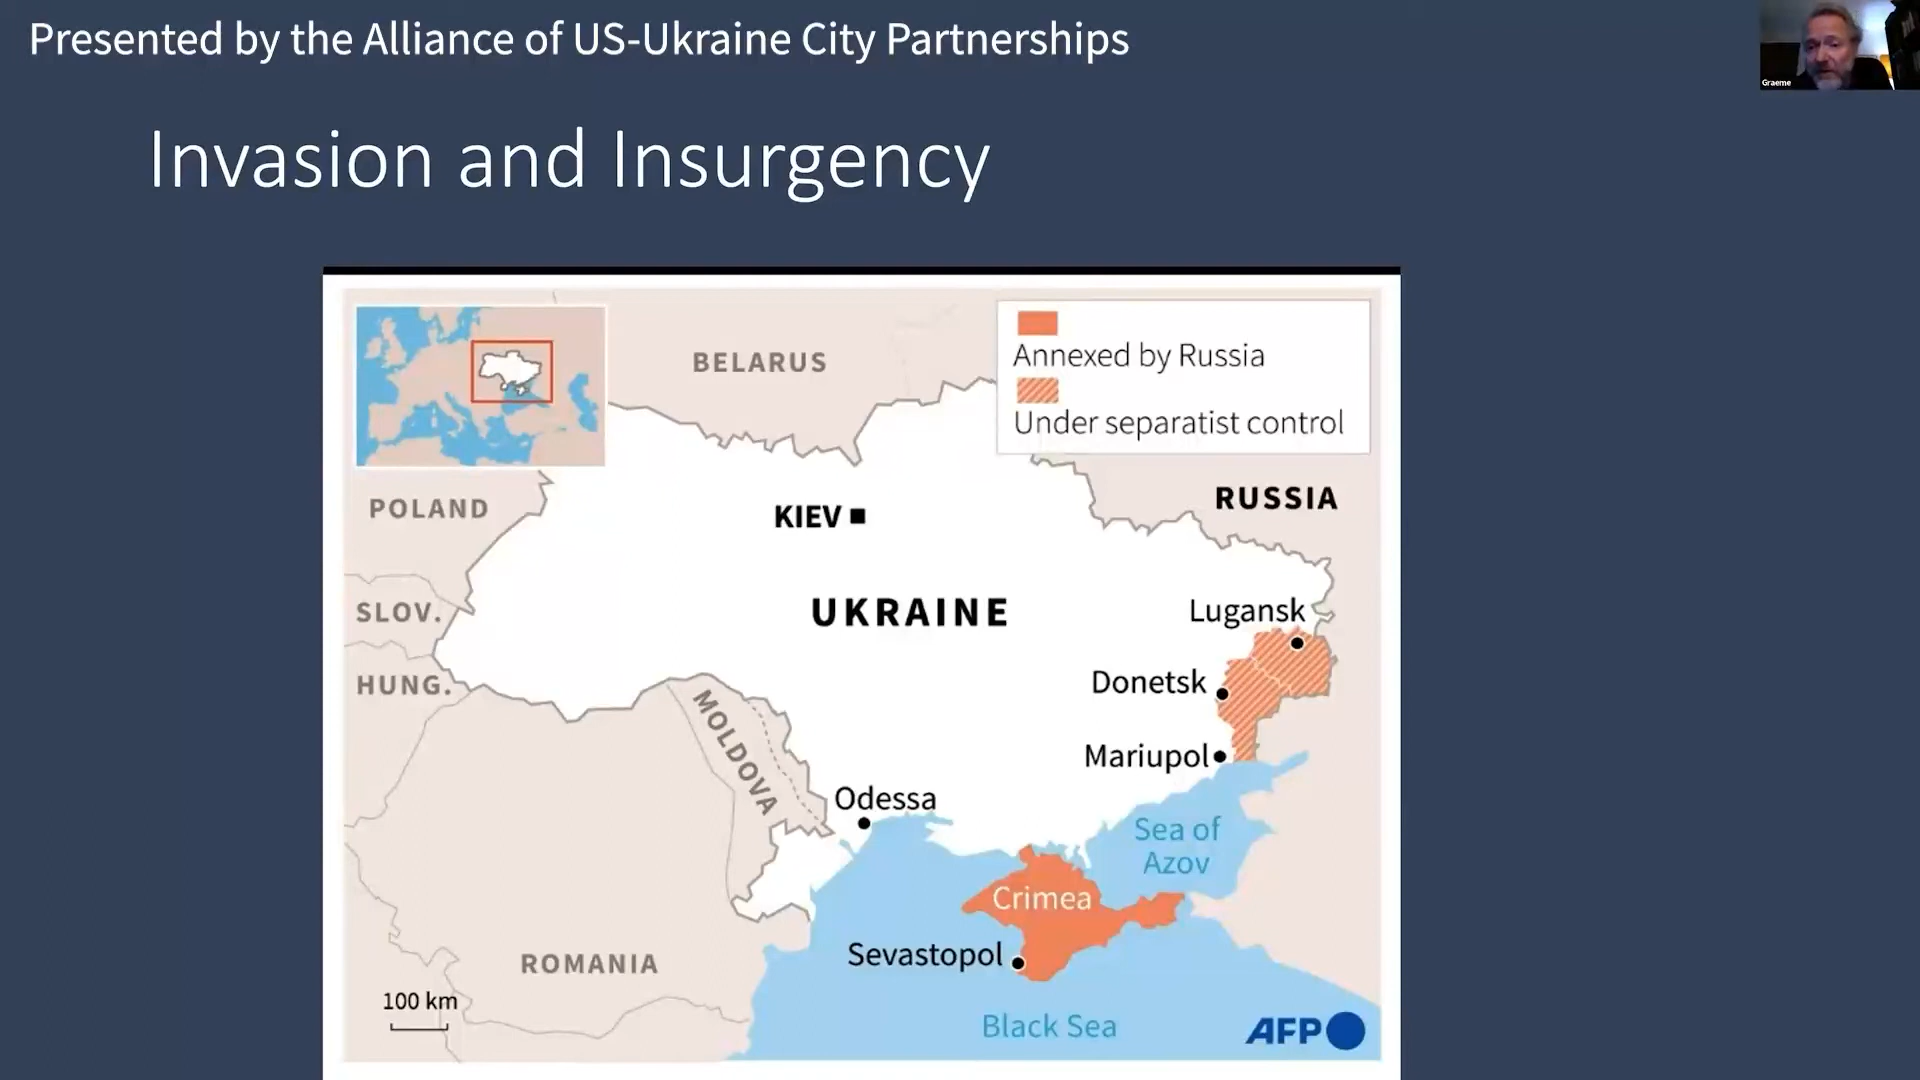 Presented by the Alliance of US-Ukraine City Partnerships
Graeme
Invasion and Insurgency
Annexed by Russia
Under separatist control
BELARUS
POLAND
RUSSIA
KIEV
SLOV.
UKRAINE
Lugansk
HUNG.
Donetsk
MOLDOVA
Mariupol
Odessa
Sea of
Azov
Crimea
Sevastopol
ROMANIA
100 km
Black Sea
AFP